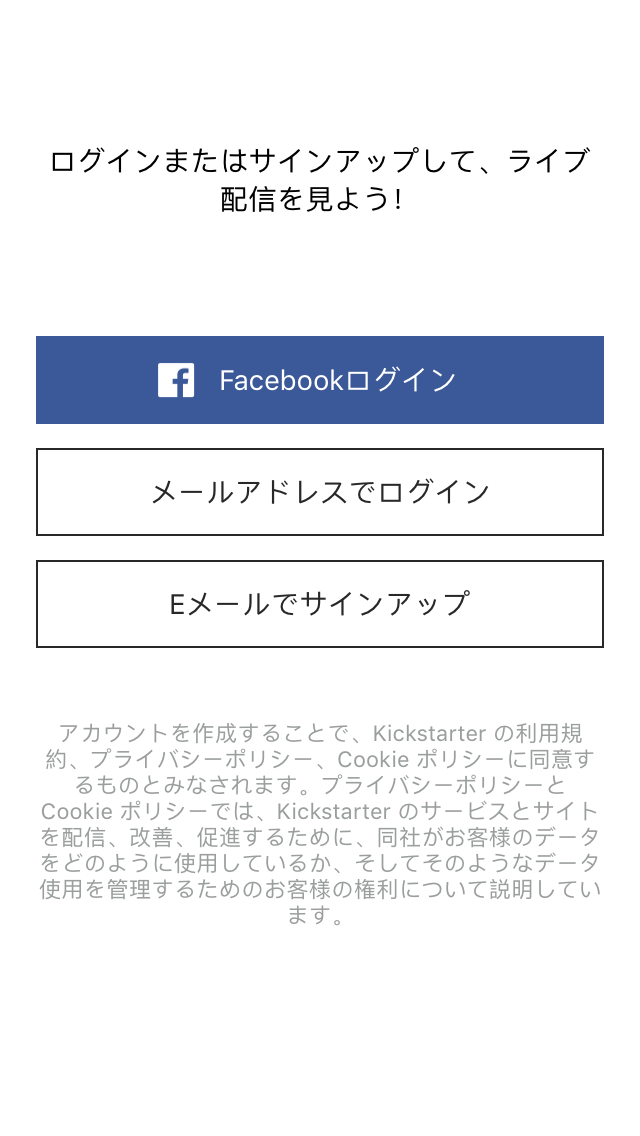 ログインまたはサインアップして、ライブ
配信を見よう!
Facebookログイン
メールアドレスでログイン
Eメールでサインアップ
アカウントを作成することで、Kickstarter の利用規
約、プライバシーポリシー、Cookie ポリシーに同意す
るものとみなされます。プライバシーポリシーと
Cookie ポリシーでは、Kickstarter のサービスとサイト
を配信、改善、促進するために、同社がお客様のデータ
をどのように使用しているか、そしてそのようなデータ
使用を管理するためのお客様の権利について説明してい
ます。